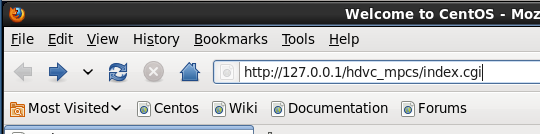 Welcome to CentOS - Moz
File Edit View History Bookmarks Tools Help
http://127.0.0.1/hdvc_mpcs/index.cgi
Most Visited Centos Wiki Documentation Forums